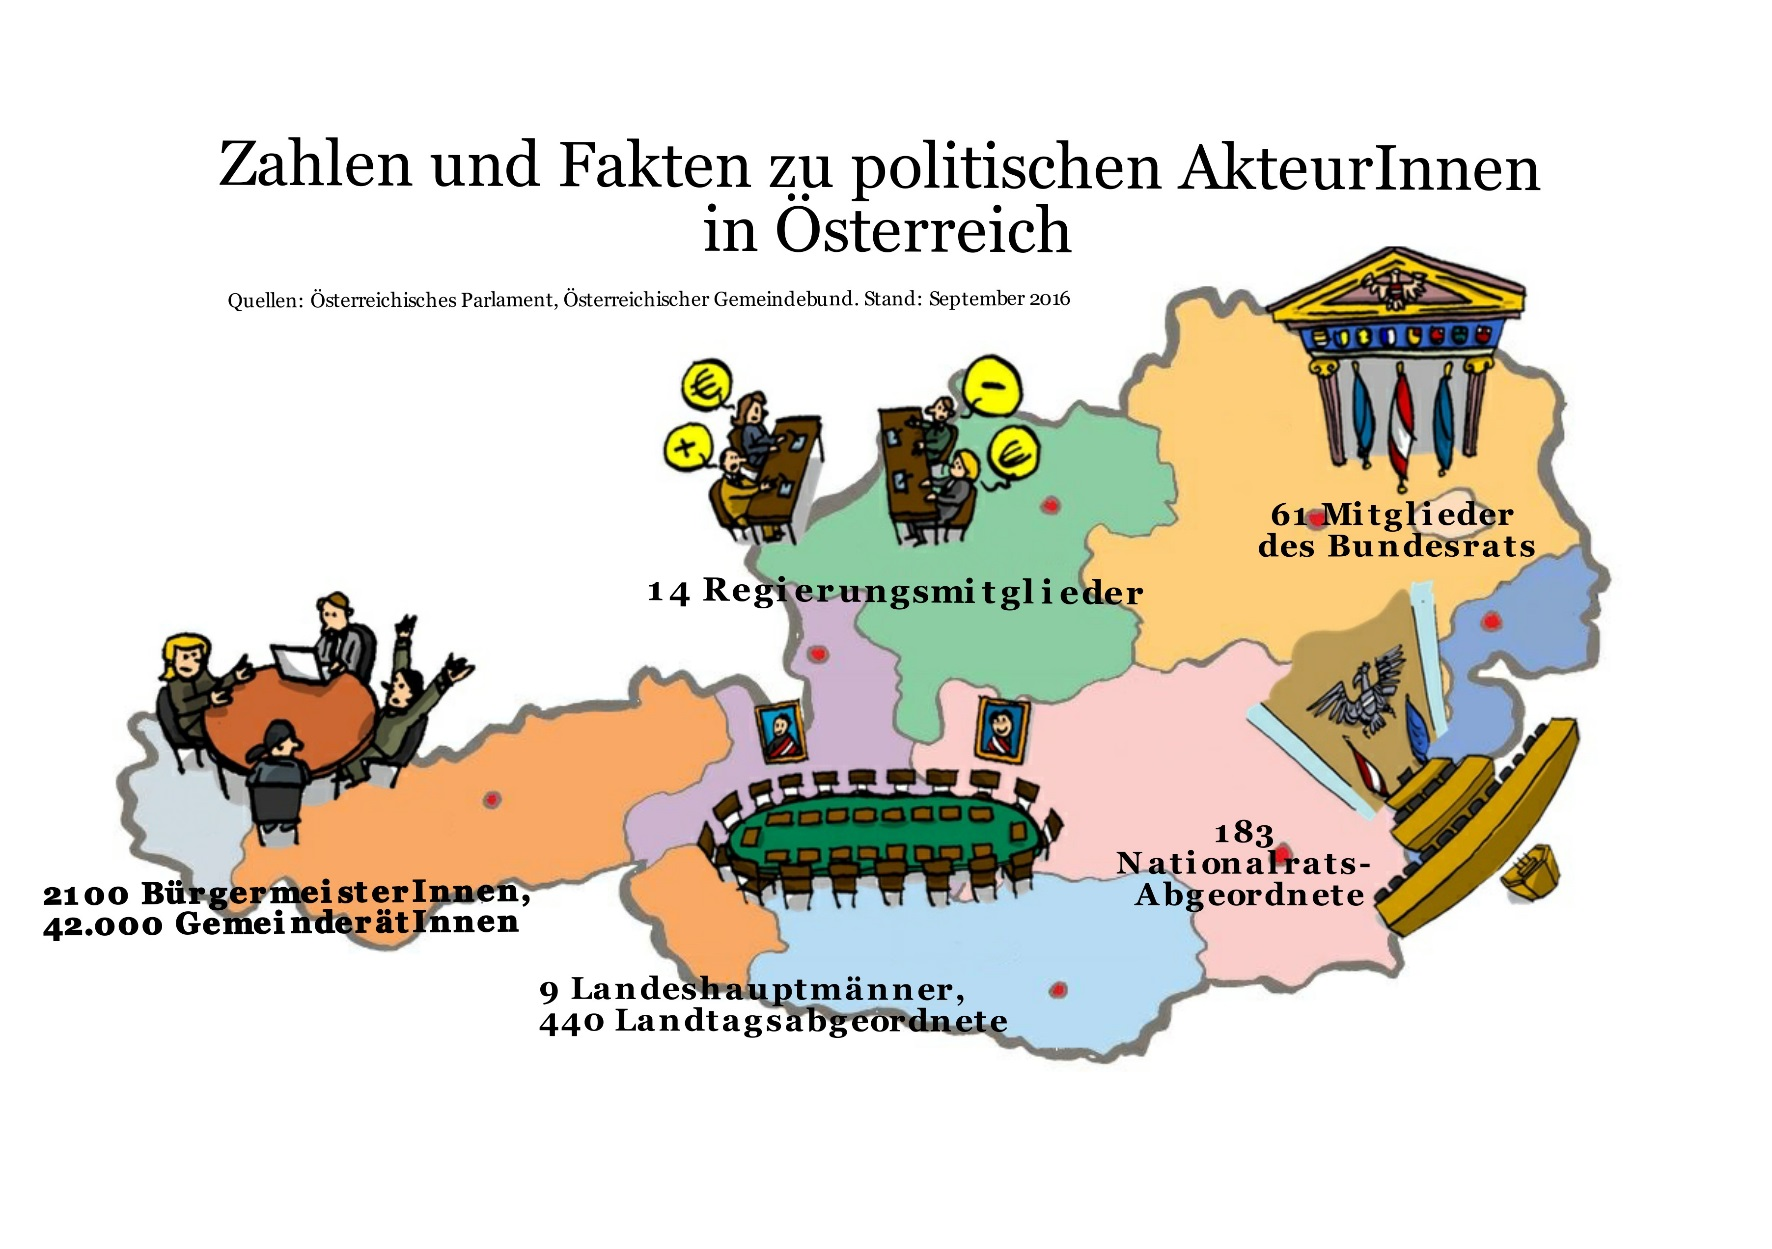 Zahlen und Fakten zu politischen AkteurInnen
in Österreich
Quellen: Österreichisches Parlament, Österreichischer Gemeindebund. Stand: September 2016
€
+
-
€
61 Mitglieder
des Bundesrats
14 Regierungsmitglieder
183
Nationalrats-
Abgeordnete
2100 BürgermeisterInnen,
42.000 GemeinderätInnen
9 Landeshauptmänner,
440 Landtagsabgeordnete